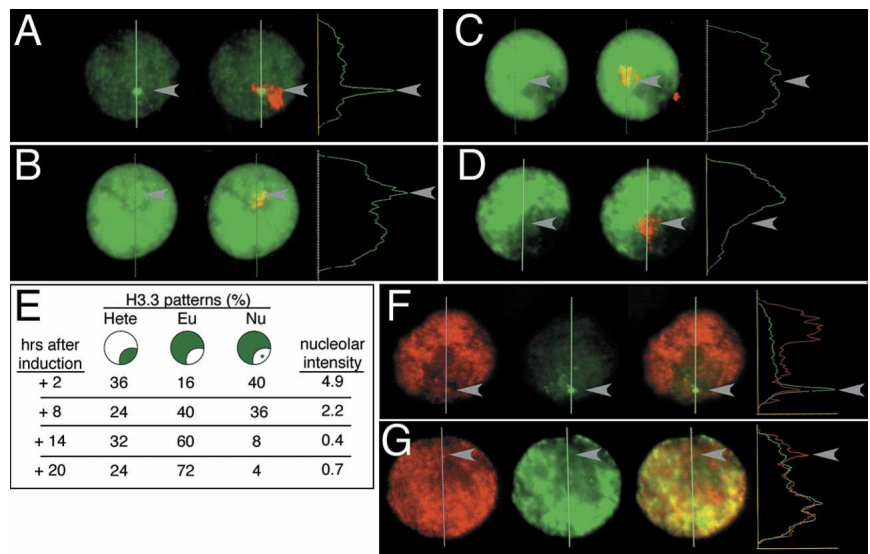 A
C
B
D
E
H3.3 patterns (%)
Hete Eu Nu
hrs after induction nucleolar intensity
+ 2 36 16 40 4.9
+ 8 24 40 36 2.2
+ 14 32 60 8 0.4
+ 20 24 72 4 0.7
F
G